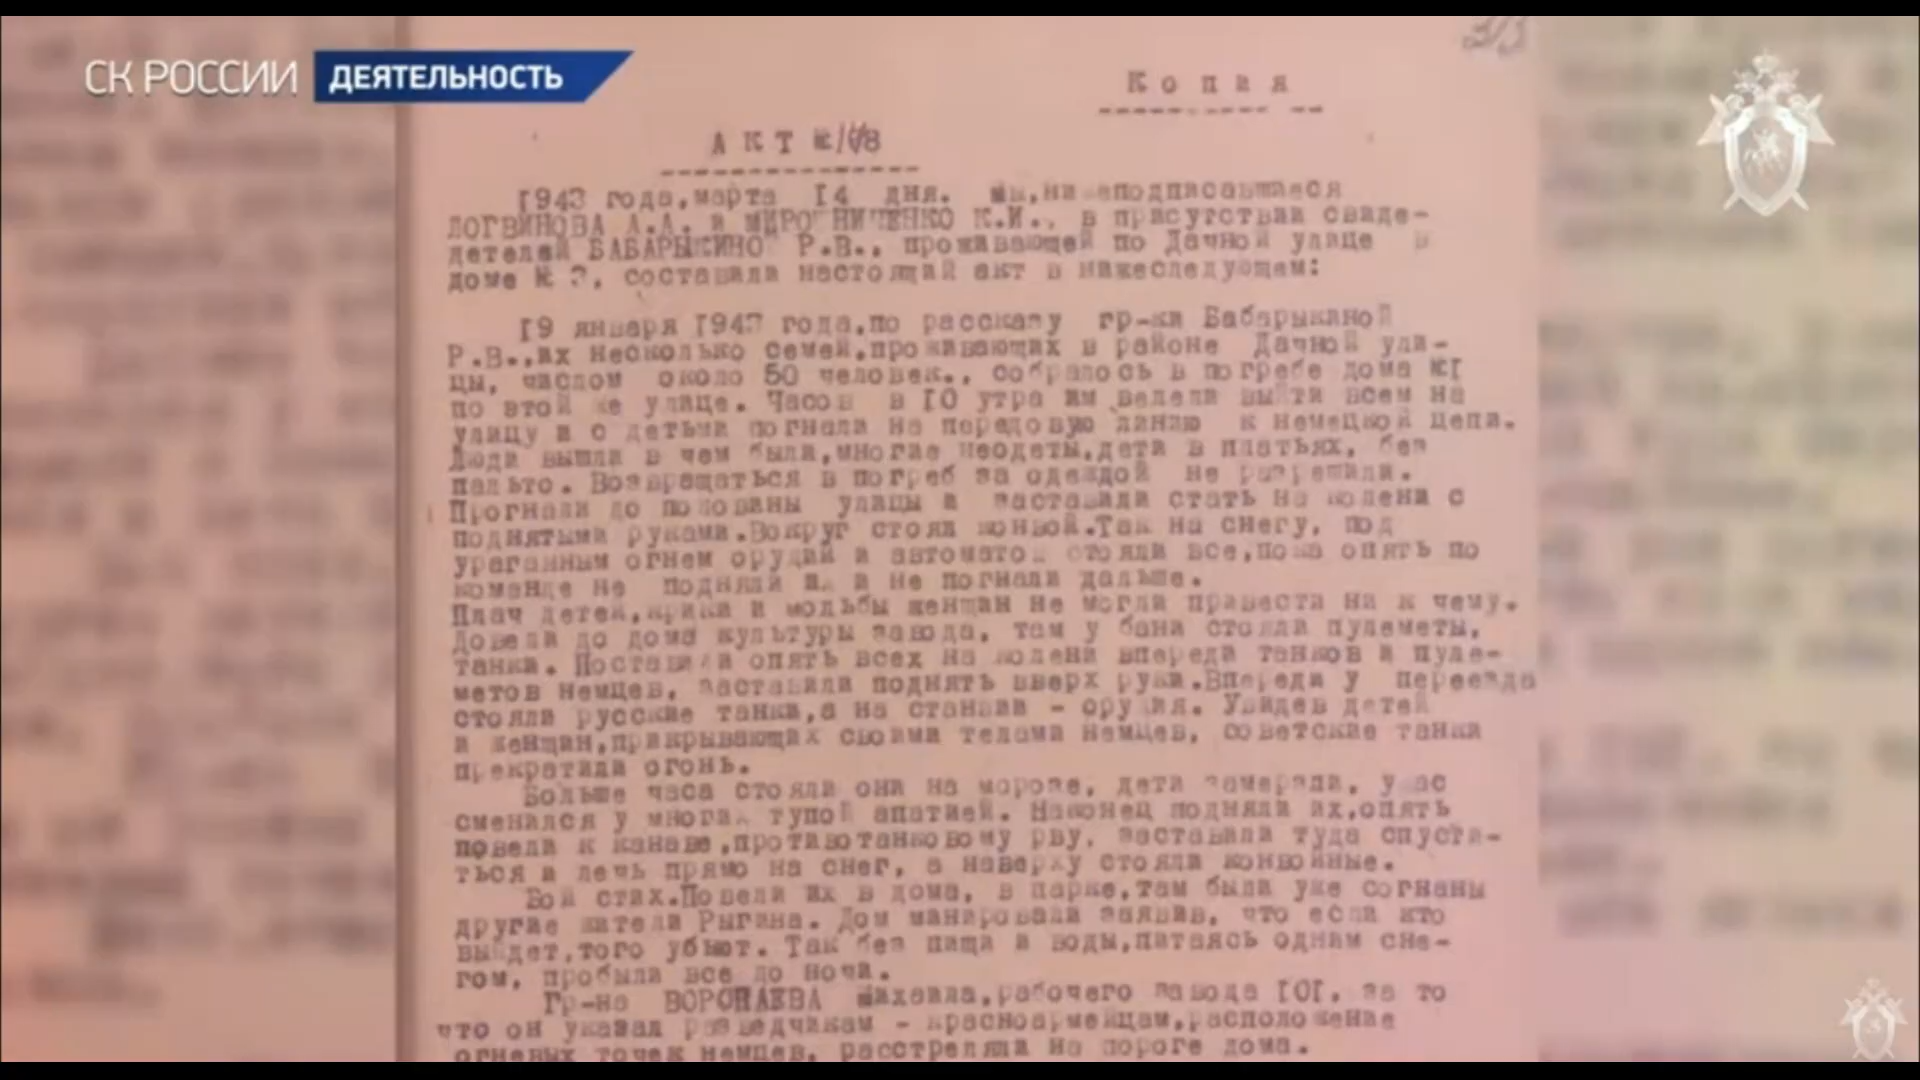 СК РОССИИ ДЕЯТЕЛЬНОСТЬ
Копия
АКТ №
1943 года, марта 14 дня. Мы, нижеподписавшиеся
ЛОГВИНОВА А.А. и МИРОШНИЧЕНКО К.И., в присутствии свиде-
детелей БАБАРЫКИНОЙ Р.В., проживающей по Дачной улице в
доме № 3, составили настоящий акт в нижеследующем:
19 января 1943 года, по рассказу гр-ки Бабарыкиной
Р.В., их несколько семей, проживающих в районе Дачной ули-
цы, числом около 50 человек., собралось в погребе дома №1
по этой же улице. Часов в 10 утра им велели выйти всем на
улицу и с детьми погнали на передовую линию к немецкой цепи.
Люди вышли в чем были, многие неодеты, дети в платьях, без
пальто. Возвращаться в погреб за одеждой не разрешили.
Прогнали до половины улицы и заставили стать на колени с
поднятыми руками. Вокруг стоял конвой. Так на снегу, под
ураганным огнем орудий и автоматов стояли все, пока опять по
команде не подняли их и не погнали дальше.
Плач детей, крики и мольбы женщин не могли привести ни к чему.
Довели до дома культуры завода, там у бани стояли пулеметы,
танки. Поставили опять всех на колени впереди танков и пуле-
метов немцев, заставили поднять вверх руки. Впереди у переезда
стояли русские танки, а на станции - орудия. Увидев детей
и женщин, прикрывающих своими телами немцев, советские танки
прекратили огонь.
Больше часа стояли они на морозе, дети замерзли, ужас
сменился у многих тупой апатией. Наконец подняли их, опять
повели к канаве, противотанковому рву, заставили туда спусти-
ться и лечь прямо на снег, а наверху стояли конвойные.
Бой стих. Повели их в дома, в парке, там были уже согнаны
другие жители Рыгина. Дом минировали заявив, что если кто
выйдет, того убьют. Так без пищи и воды, питаясь одним сне-
гом, пробыли все до ночи.
Гр-на ВОРОПАЕВА Михаила, рабочего завода 101, за то
что он указал разведчикам - красноармейцам, расположение
огневых точек немцев, расстреляли на пороге дома.